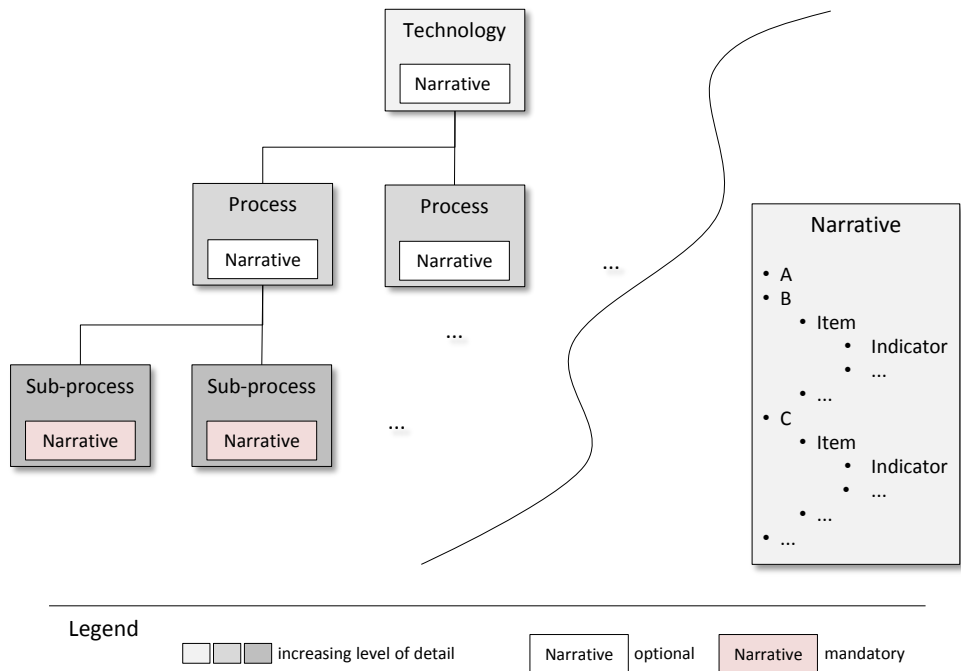 Technology
Narrative
Process
Narrative
Process
Narrative
...
...
Sub-process
Narrative
Sub-process
Narrative
...
Narrative
• A
• B
• Item
• Indicator
• ...
• ...
• C
• Item
• Indicator
• ...
• ...
• ...
Legend
increasing level of detail
Narrative optional
Narrative mandatory